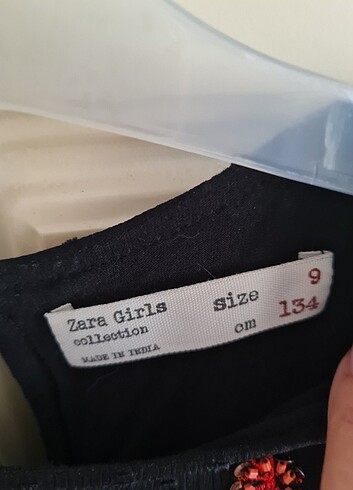 Zara Girls
collection
MADE IN INDIA
Size 9
cm 134